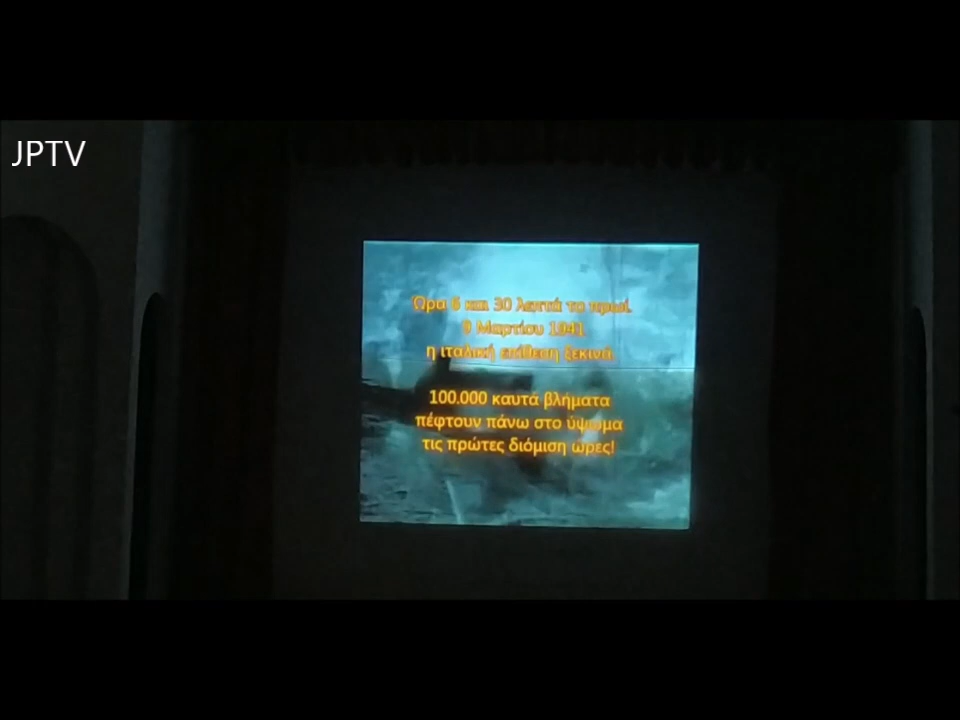 JPTV
Ώρα 6 και 30 λεπτά το πρωί.
9 Μαρτίου 1941
η ιταλική επίθεση ξεκινά.
100.000 καυτά βλήματα
πέφτουν πάνω στο ύψωμα
τις πρώτες διόμιση ώρες!